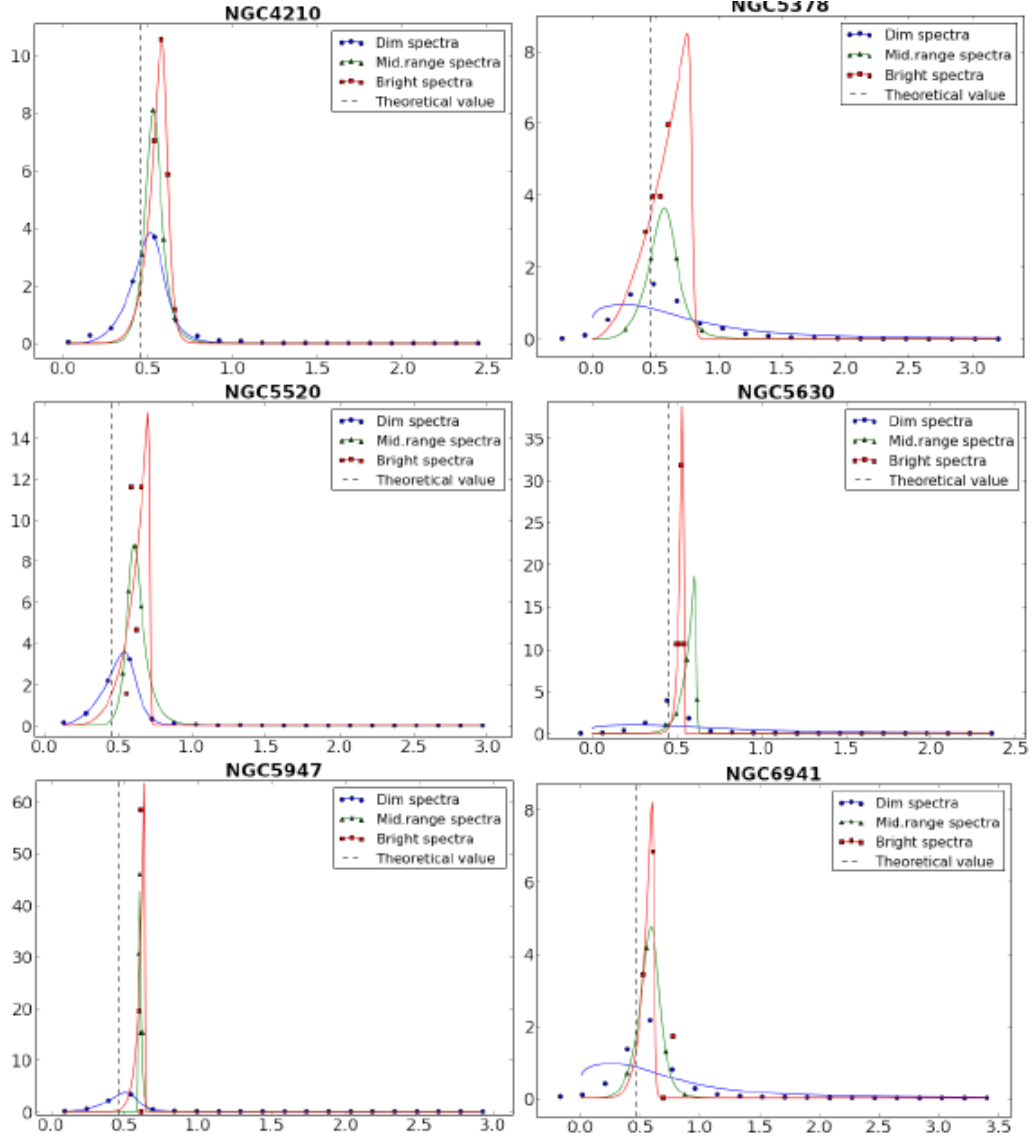 NGC4210
Dim spectra
Mid.range spectra
Bright spectra
Theoretical value
10
8
6
4
2
0
0.0 0.5 1.0 1.5 2.0 2.5
NGC5378
Dim spectra
Mid.range spectra
Bright spectra
Theoretical value
8
6
4
2
0
0.0 0.5 1.0 1.5 2.0 2.5 3.0
NGC5520
Dim spectra
Mid.range spectra
Bright spectra
Theoretical value
14
12
10
8
6
4
2
0
0.0 0.5 1.0 1.5 2.0 2.5 3.0
NGC5630
Dim spectra
Mid.range spectra
Bright spectra
Theoretical value
35
30
25
20
15
10
5
0
0.0 0.5 1.0 1.5 2.0 2.5
NGC5947
Dim spectra
Mid.range spectra
Bright spectra
Theoretical value
60
50
40
30
20
10
0
0.0 0.5 1.0 1.5 2.0 2.5 3.0
NGC6941
Dim spectra
Mid.range spectra
Bright spectra
Theoretical value
8
6
4
2
0
0.0 0.5 1.0 1.5 2.0 2.5 3.0 3.5